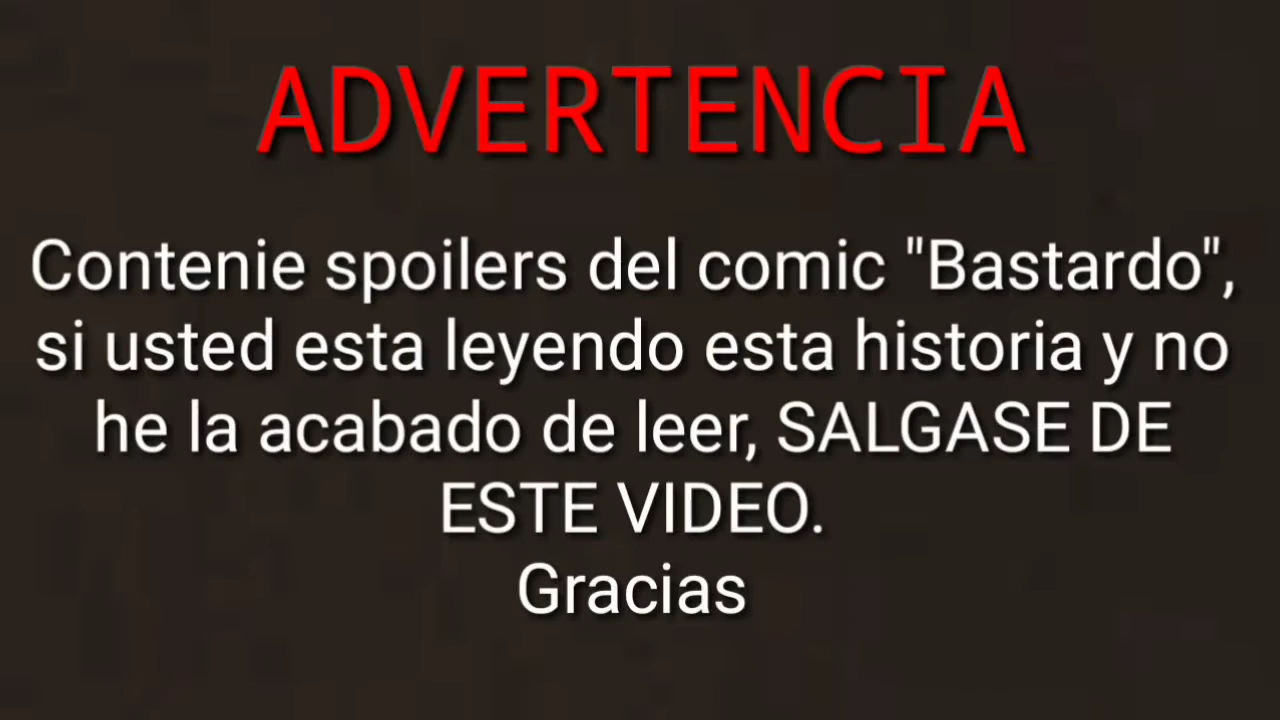 ADVERTENCIA
Contenie spoilers del comic "Bastardo",
si usted esta leyendo esta historia y no
he la acabado de leer, SALGASE DE
ESTE VIDEO.
Gracias